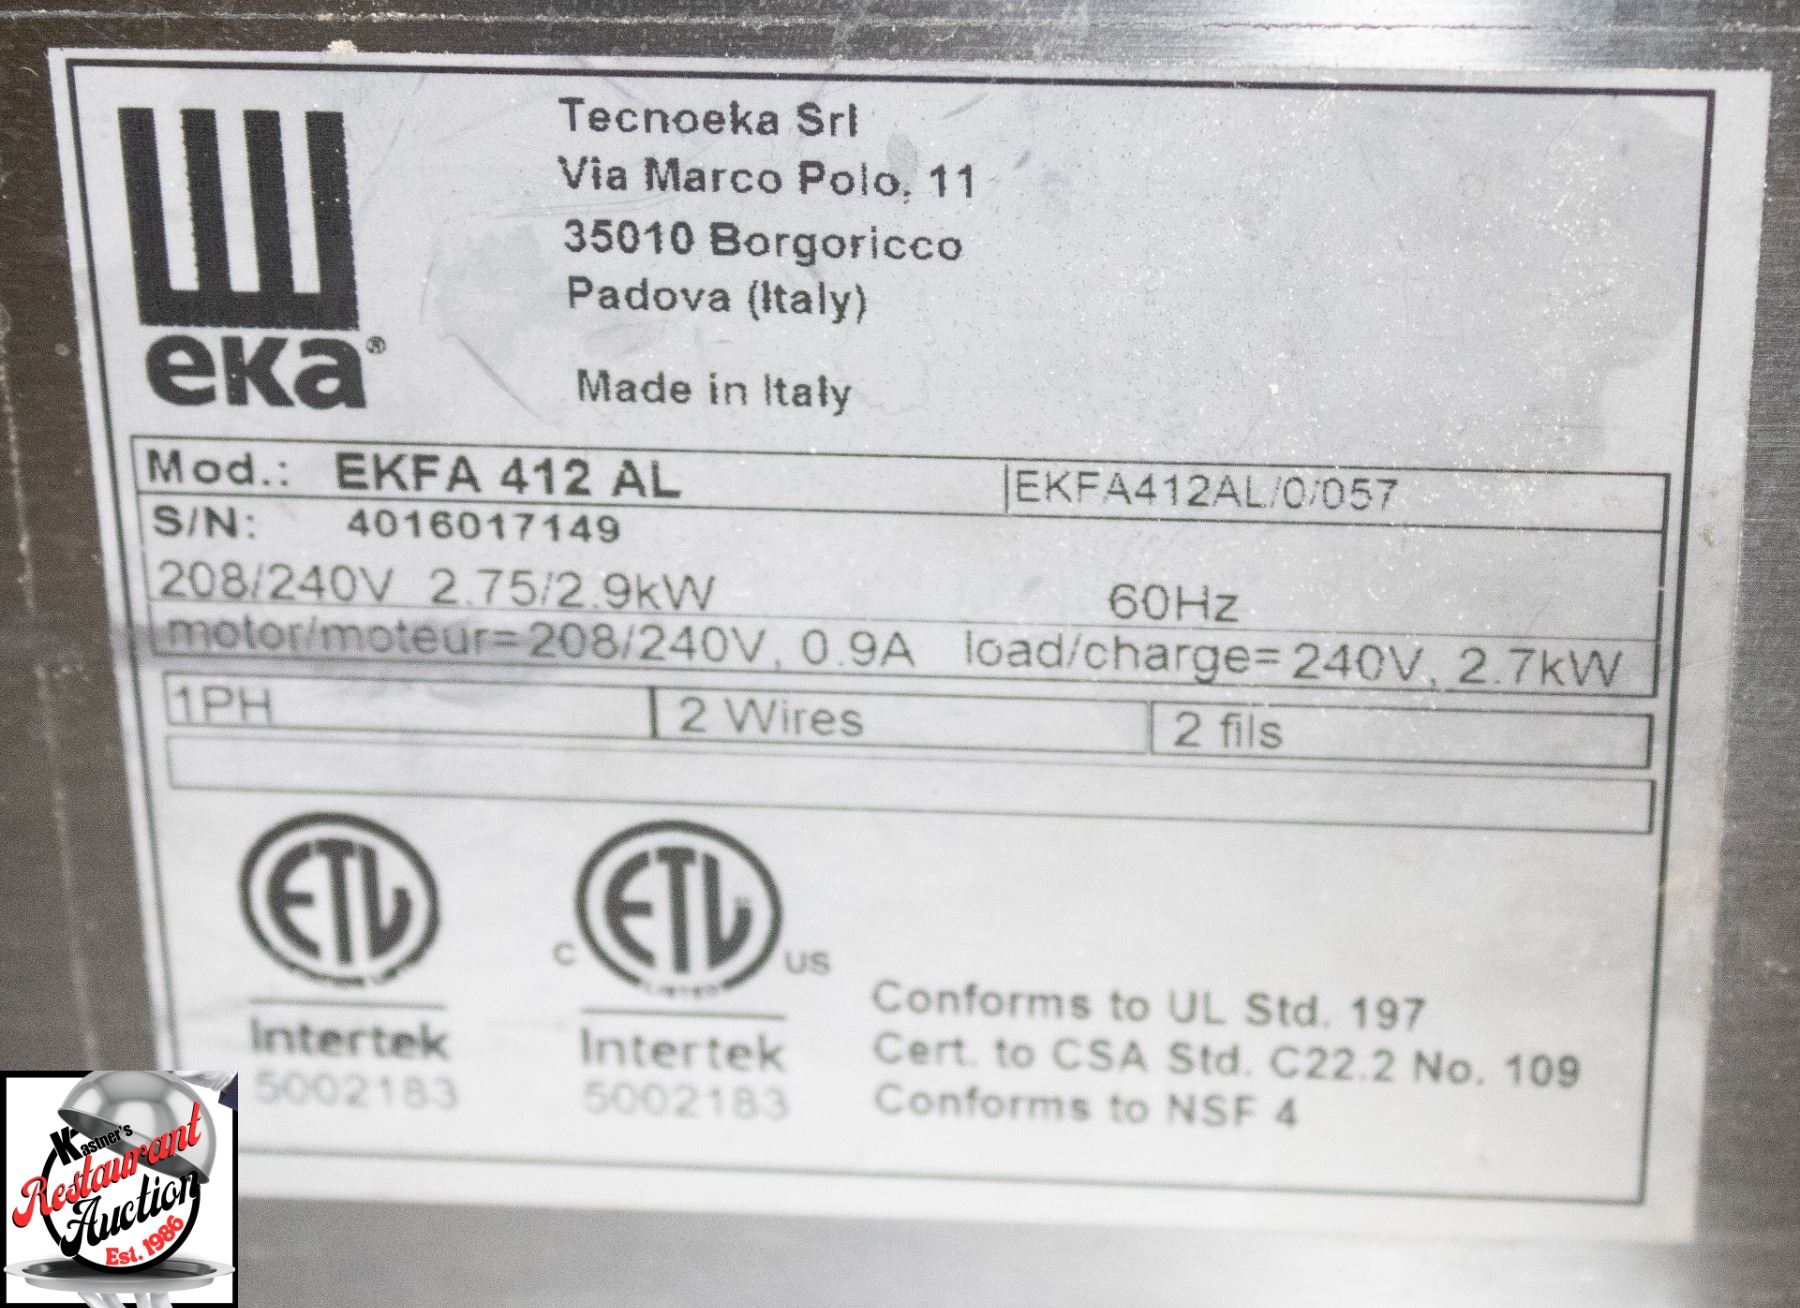 eka®
Tecnoeka Srl
Via Marco Polo, 11
35010 Borgoricco
Padova (Italy)
Made in Italy
Mod.: EKFA 412 AL EKFA412AL/0/057
S/N: 4016017149
208/240V 2.75/2.9kW 60Hz
motor/moteur= 208/240V, 0.9A load/charge= 240V, 2.7kW
1PH 2 Wires 2 fils
ETL
Intertek
5002183
C ETL US
LISTED
Intertek
5002183
Conforms to UL Std. 197
Cert. to CSA Std. C22.2 No. 109
Conforms to NSF 4
Kastner's
Restaurant
Auction
Est. 1986